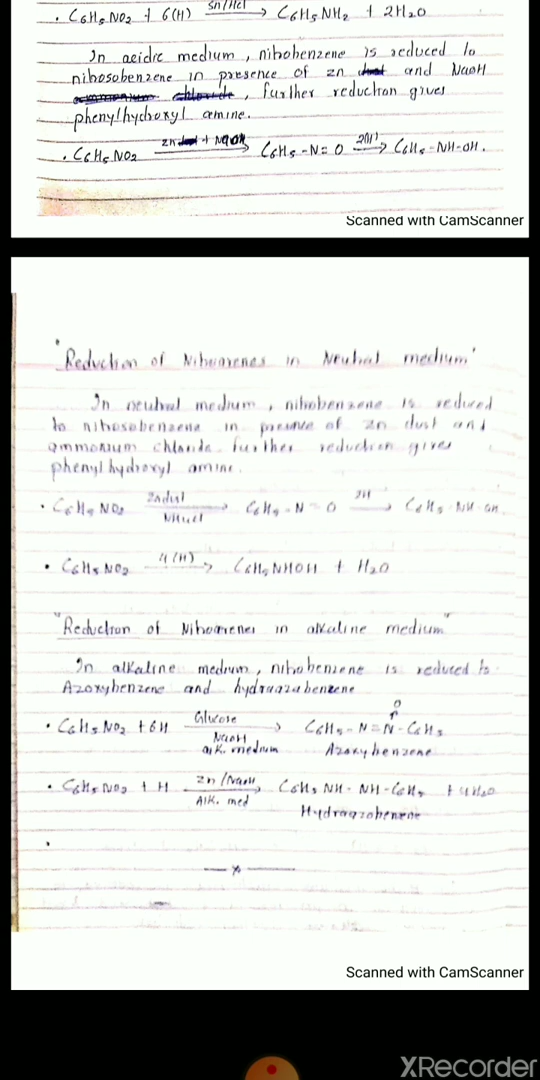 . C6H5NO2 + 6(H) —Sn/Hcl→ C6H5NH2 + 2H2O
In acidic medium, nitrobenzene is reduced to
nitrosobenzene in presence of zn and NaoH
, further reduction gives
phenylhydroxyl amine.
. C6H5NO2 —zn + NaOH→ C6H5-N=O —2(H)→ C6H5-NH-OH.
Scanned with CamScanner
"Reduction of Nitroarenes in Neutral medium"
In neutral medium, nitrobenzene is reduced
to nitrosobenzene in presence of zn dust and
ammonium chloride. further reduction gives
phenyl hydroxyl amine.
. C6H5NO2 —Zndust NH4cl→ C6H5-N=O —2H→ C6H5-NH-OH
. C6H5NO2 —4(H)→ C6H5NHOH + H2O
"Reduction of Nitroarenes in alkaline medium"
In alkaline medium, nitrobenzene is reduced to
Azoxybenzene and hydrazobenzene
. C6H5NO2 + 6H —Glucose NaOH alk. medium→ C6H5-N=N-C6H5
O
↑
Azoxybenzene
. C6H5NO2 + H —zn/NaoH Alk. med→ C6H5NH-NH-C6H5 + 4H2O
Hydrazobenene
—x—
Scanned with CamScanner
XRecorder